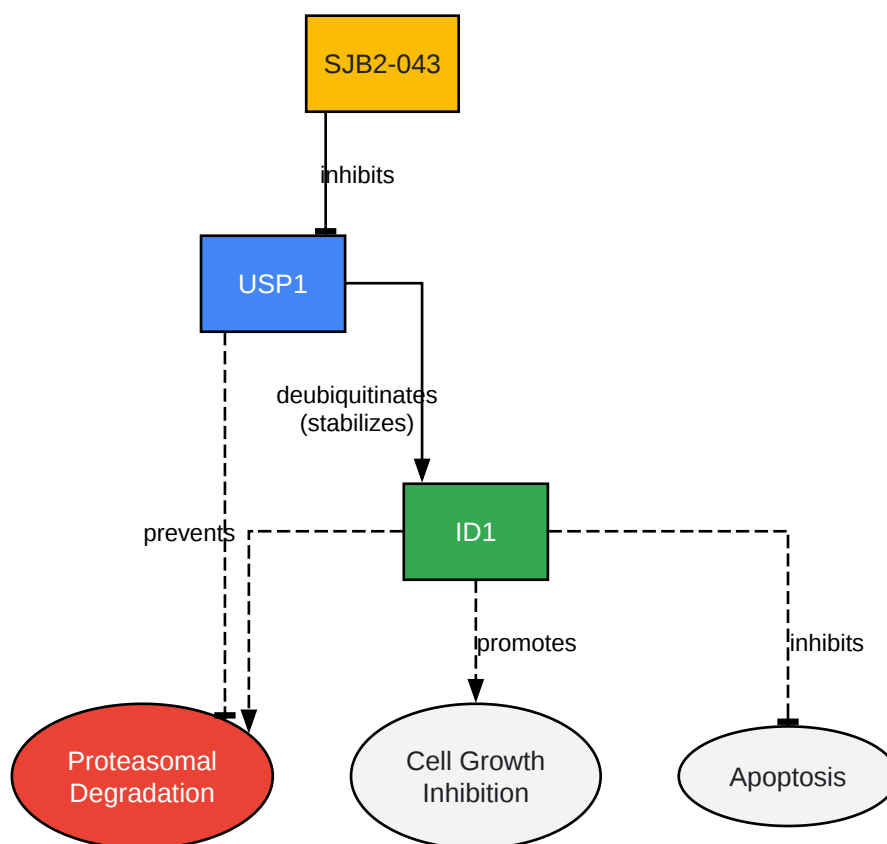 SJB2-043
inhibits
USP1
deubiquitinates
(stabilizes)
prevents
ID1
promotes
inhibits
Proteasomal
Degradation
Cell Growth
Inhibition
Apoptosis